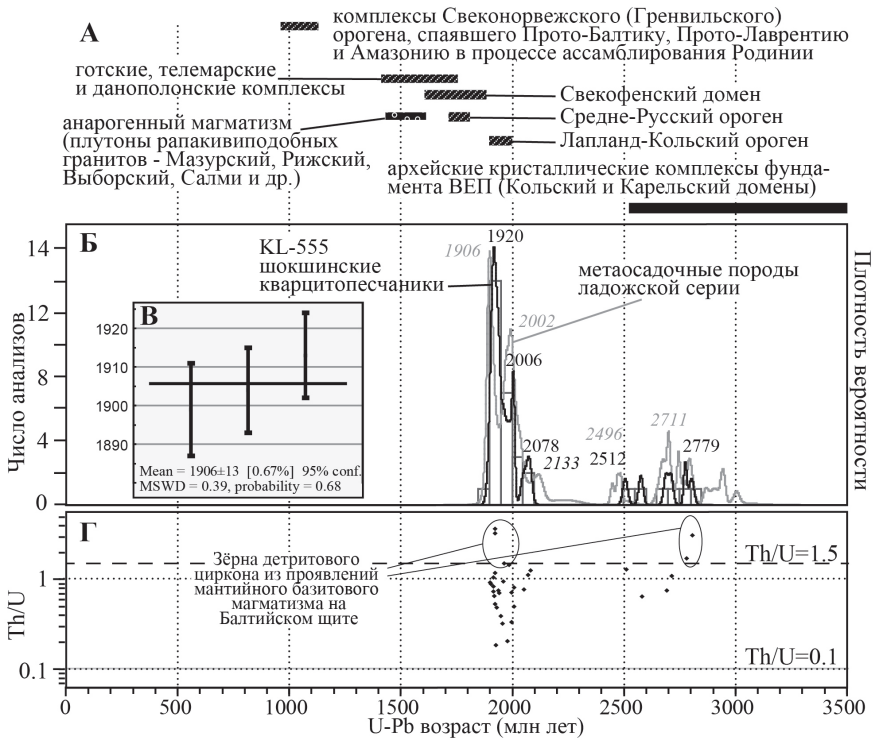 А
комплексы Свеконорвежского (Гренвильского)
орогена, спаявшего Прото-Балтику, Прото-Лаврентию
и Амазонию в процессе ассамблирования Родинии
готские, телемарские
и данополонские комплексы
Свекофенский домен
анарогенный магматизм
(плутоны рапакивиподобных
гранитов - Мазурский, Рижский,
Выборгский, Салми и др.)
Средне-Русский ороген
Лапланд-Кольский ороген
архейские кристаллические комплексы фунда-
мента ВЕП (Кольский и Карельский домены)
Б
14
12
8
6
4
2
0
Число анализов
Плотность вероятности
KL-555
шокшинские
кварцитопесчаники
1906
1920
метаосадочные породы
ладожской серии
2002
2006
2078
2133
2496
2512
2711
2779
В
1920
1910
1900
1890
Mean = 1906±13 [0.67%] 95% conf.
MSWD = 0.39, probability = 0.68
Г
Зёрна детритового
циркона из проявлений
мантийного базитового
магматизма на
Балтийском щите
Th/U=1.5
Th/U=0.1
Th/U
1
0.1
0
500
1000
1500
2000
2500
3000
3500
U-Pb возраст (млн лет)